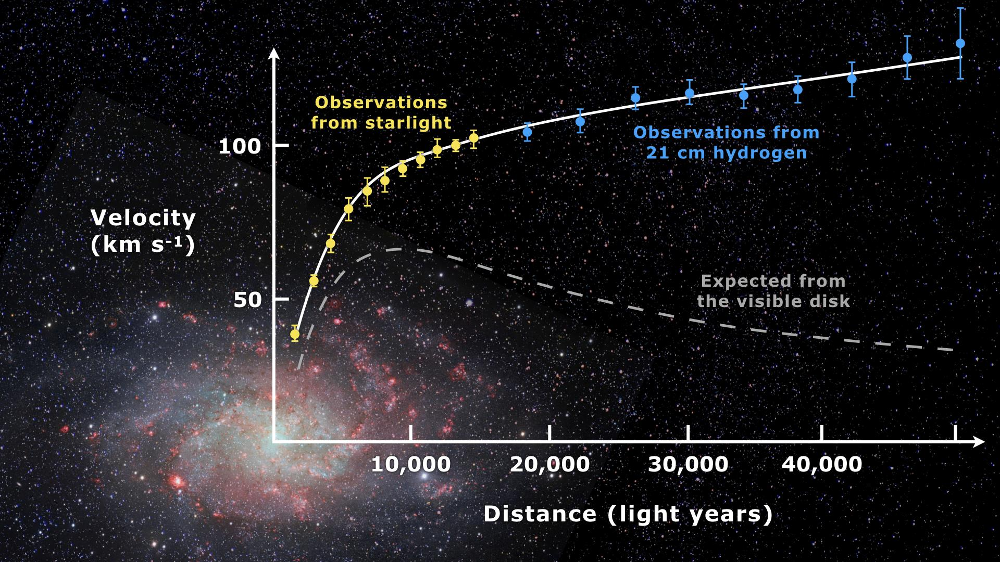 Observations
from starlight
100
Observations from
21 cm hydrogen
Velocity
(km s⁻¹)
50
Expected from
the visible disk
10,000
20,000
30,000
40,000
Distance (light years)